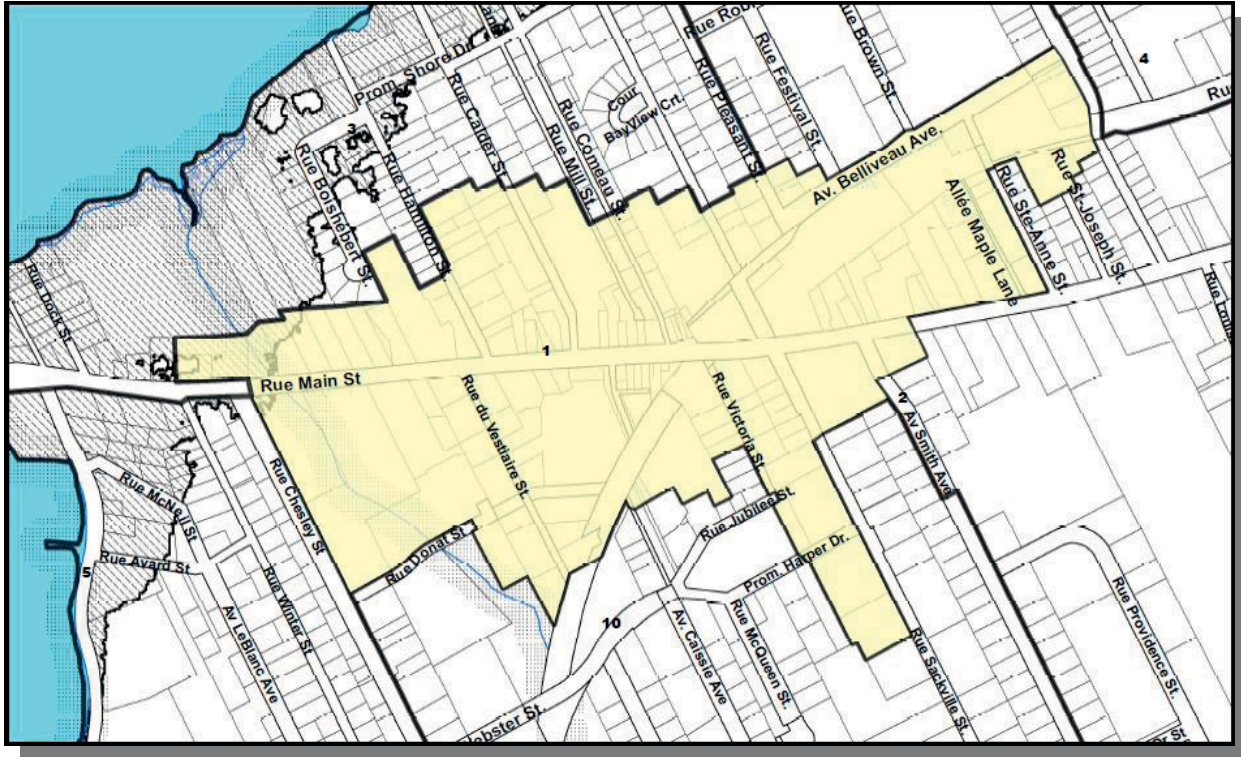 Prom. Shore Dr.
Rue Calder St.
Rue Comeau St.
Rue Mill St.
Cour
BayView Crt.
Rue Pleasant St.
Rue Festival St.
Rue Brown St.
4
3
Rue Boishébert St.
Rue Hamilton St.
Av. Belliveau Ave.
Allée Maple Lane
Rue Ste-Anne St.
Rue St-Joseph St.
Rue Dock St.
1
Rue Main St
Rue du Vestiaire St.
Rue Victoria St.
2
Av Smith Ave
Rue Chesley St
Rue McNeil St
Rue Avard St
5
Rue Donat St
Rue Jubilee St.
Prom. Harper Dr.
Rue Winter St
Av LeBlanc Ave
10
Av. Caissie Ave
Rue McQueen St.
Rue Sackville St.
Rue Providence St.